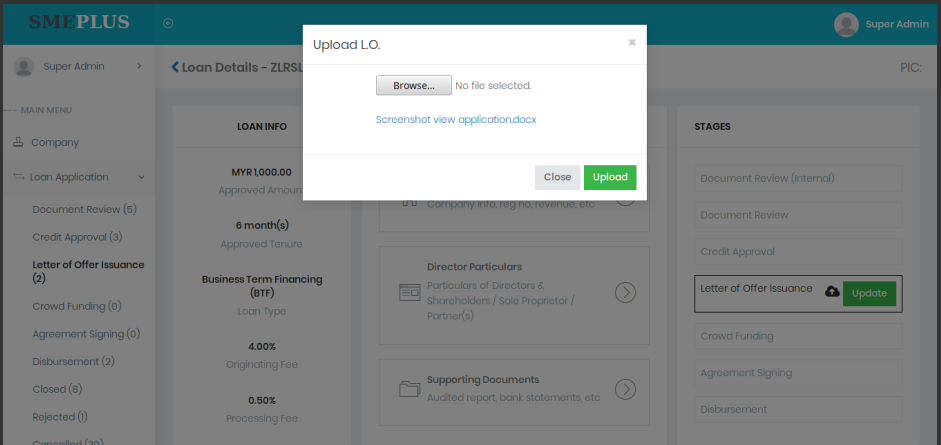 SMEPLUS
Super Admin
Super Admin
MAIN MENU
Company
Loan Application
Document Review (5)
Credit Approval (3)
Letter of Offer Issuance
(2)
Crowd Funding (0)
Agreement Signing (0)
Disbursement (2)
Closed (8)
Rejected (1)
Cancelled (39)
Loan Details - ZLRSL
PIC:
LOAN INFO
MYR 1,000.00
Approved Amount
6 month(s)
Approved Tenure
Business Term Financing
(BTF)
Loan Type
4.00%
Originating Fee
0.50%
Processing Fee
Upload L.O.
×
Browse... No file selected.
Screenshot view application.docx
Close
Upload
Company info, reg no, revenue, etc
Director Particulars
Particulars of Directors &
Shareholders / Sole Proprietor /
Partner(s)
Supporting Documents
Audited report, bank statements, etc
STAGES
Document Review (Internal)
Document Review
Credit Approval
Letter of Offer Issuance
Update
Crowd Funding
Agreement Signing
Disbursement